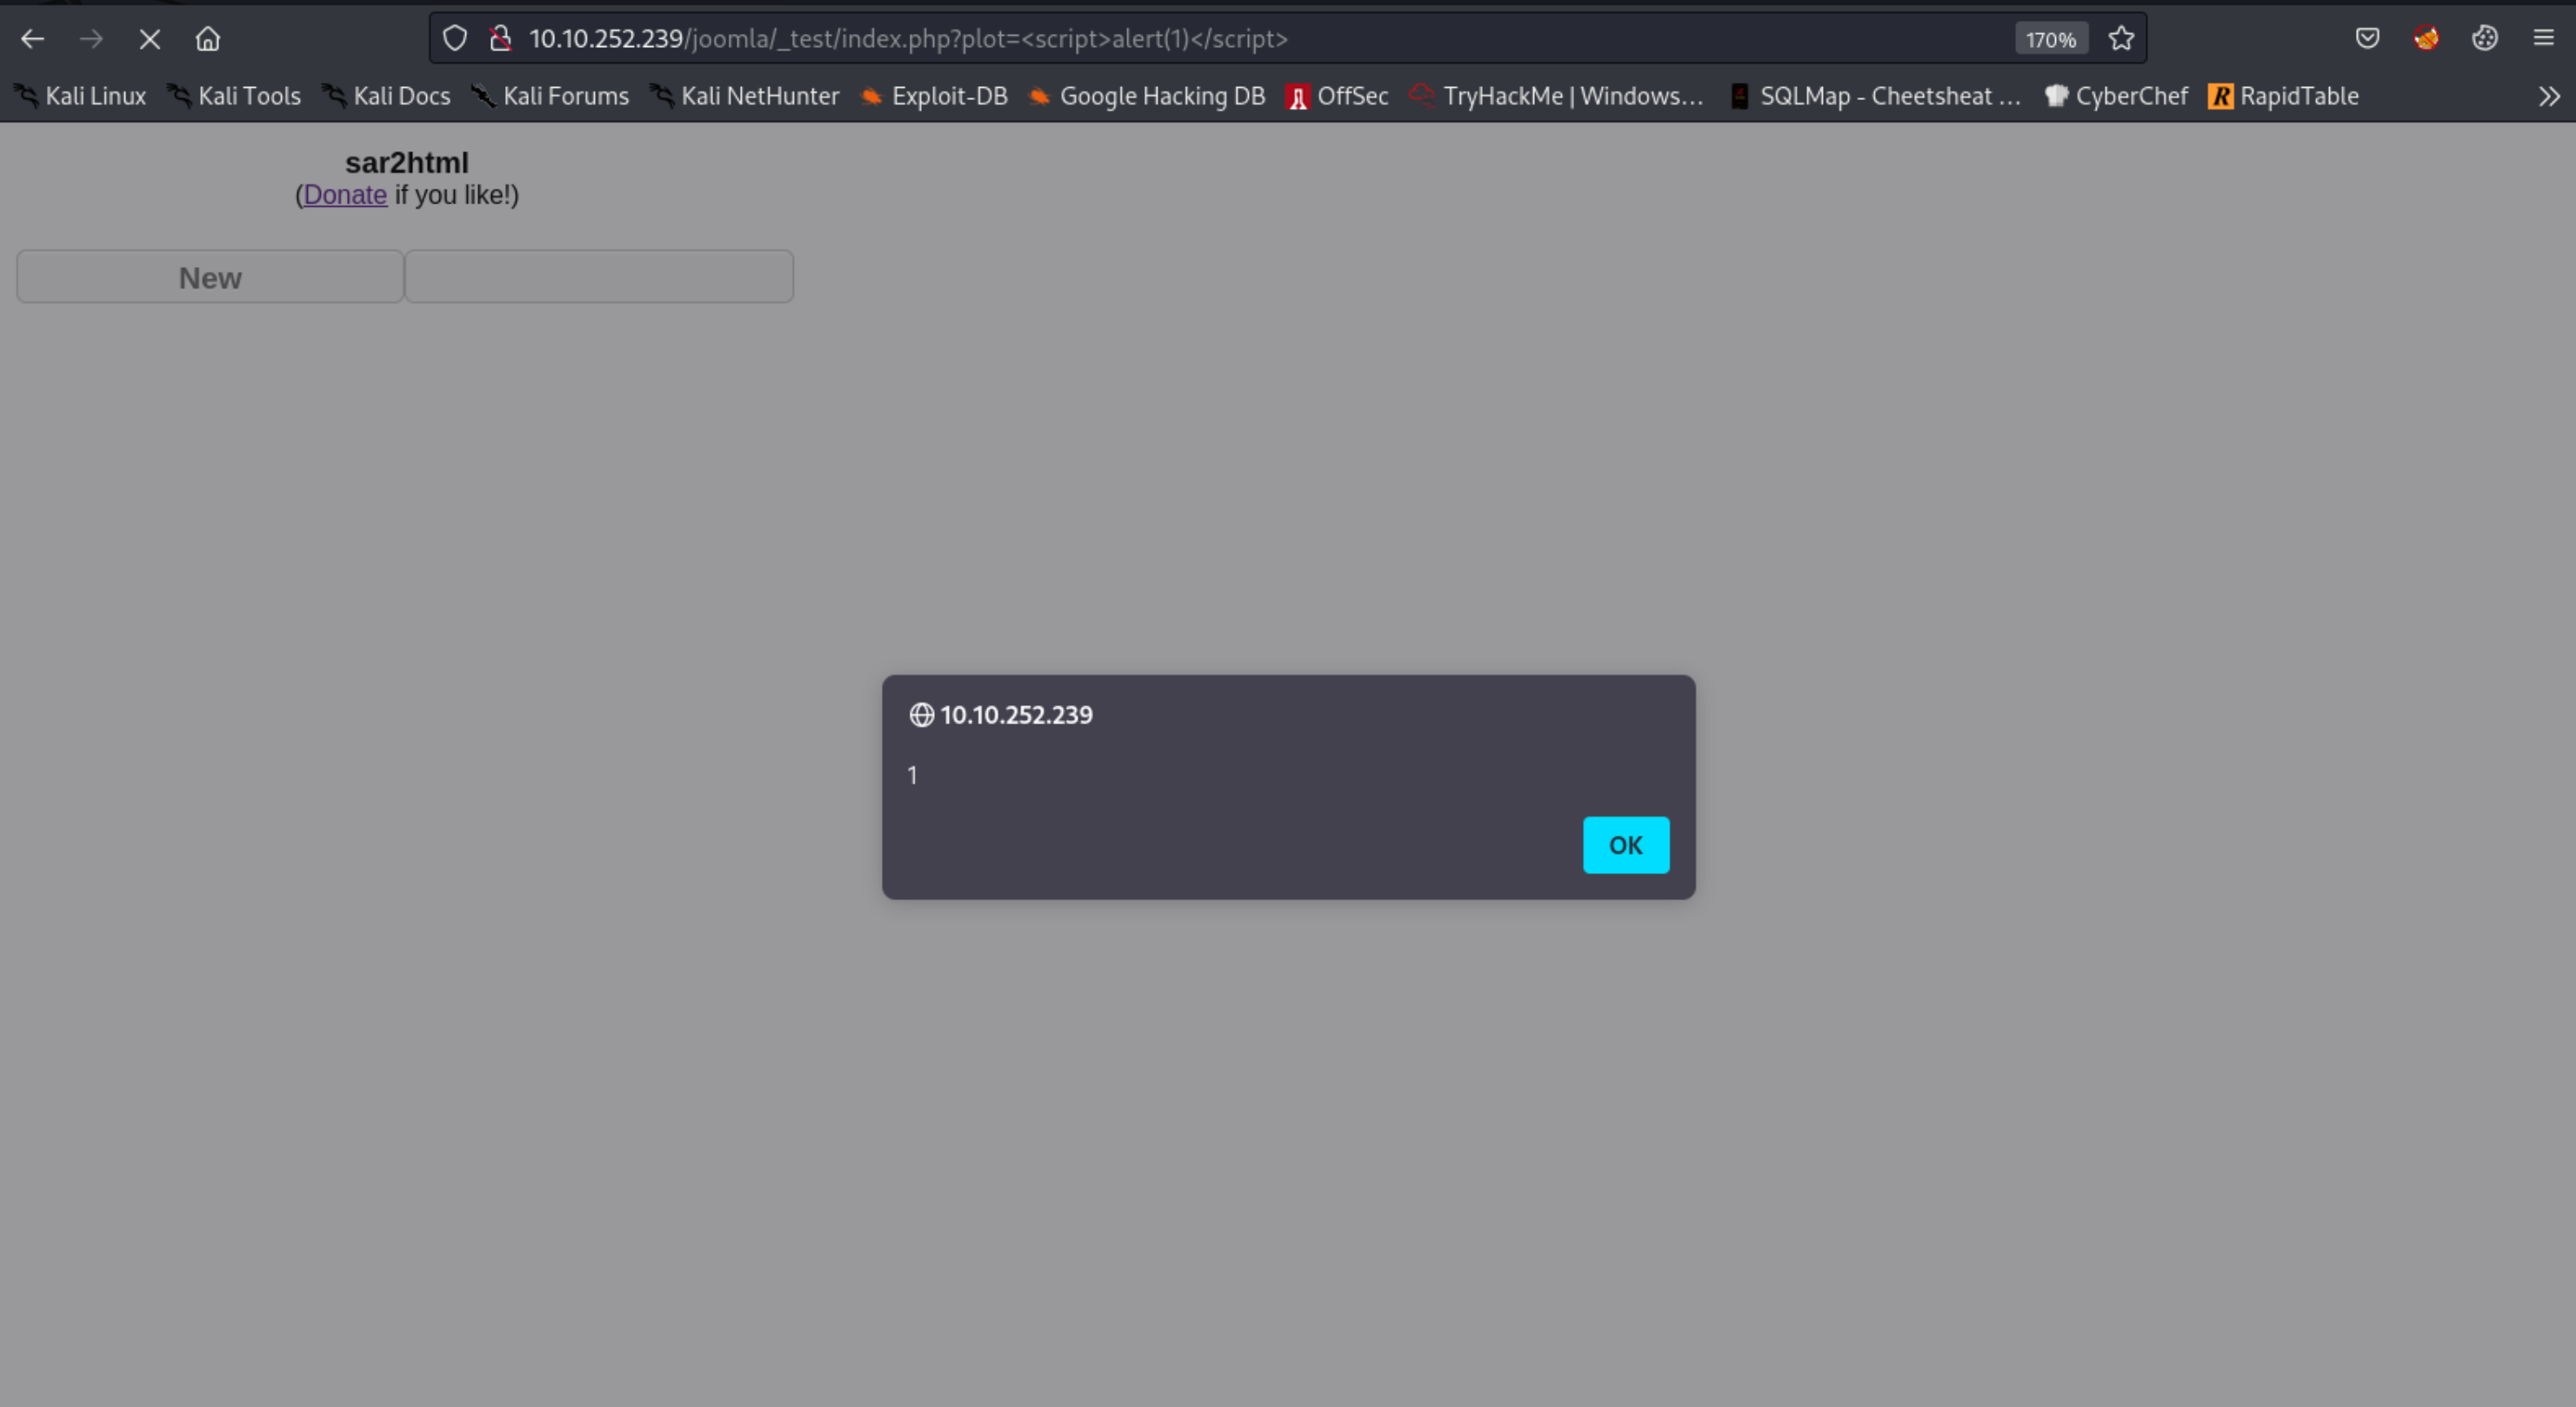 10.10.252.239/joomla/_test/index.php?plot=<script>alert(1)</script> 170%
Kali Linux Kali Tools Kali Docs Kali Forums Kali NetHunter Exploit-DB Google Hacking DB OffSec TryHackMe | Windows... SQLMap - Cheetsheat ... CyberChef RapidTable
sar2html
(Donate if you like!)
New
10.10.252.239
1
OK